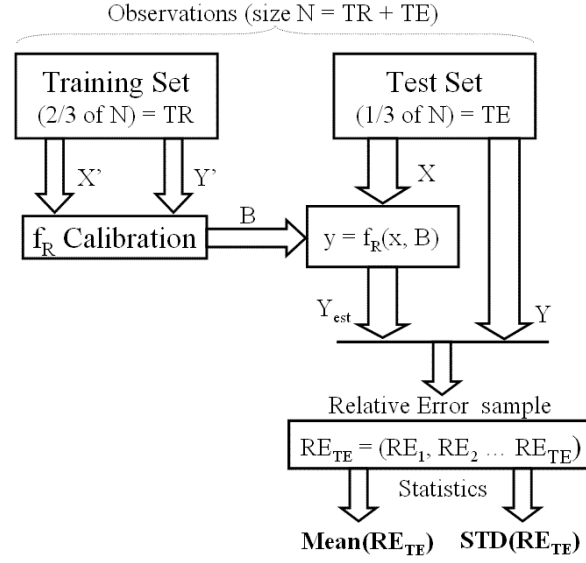 Observations (size N = TR + TE)
Training Set
(2/3 of N) = TR
Test Set
(1/3 of N) = TE
X’
Y’
X
f_R Calibration
B
y = f_R(x, B)
Y_est
Y
Relative Error sample
RE_TE = (RE_1, RE_2 ... RE_TE)
Statistics
Mean(RE_TE)
STD(RE_TE)